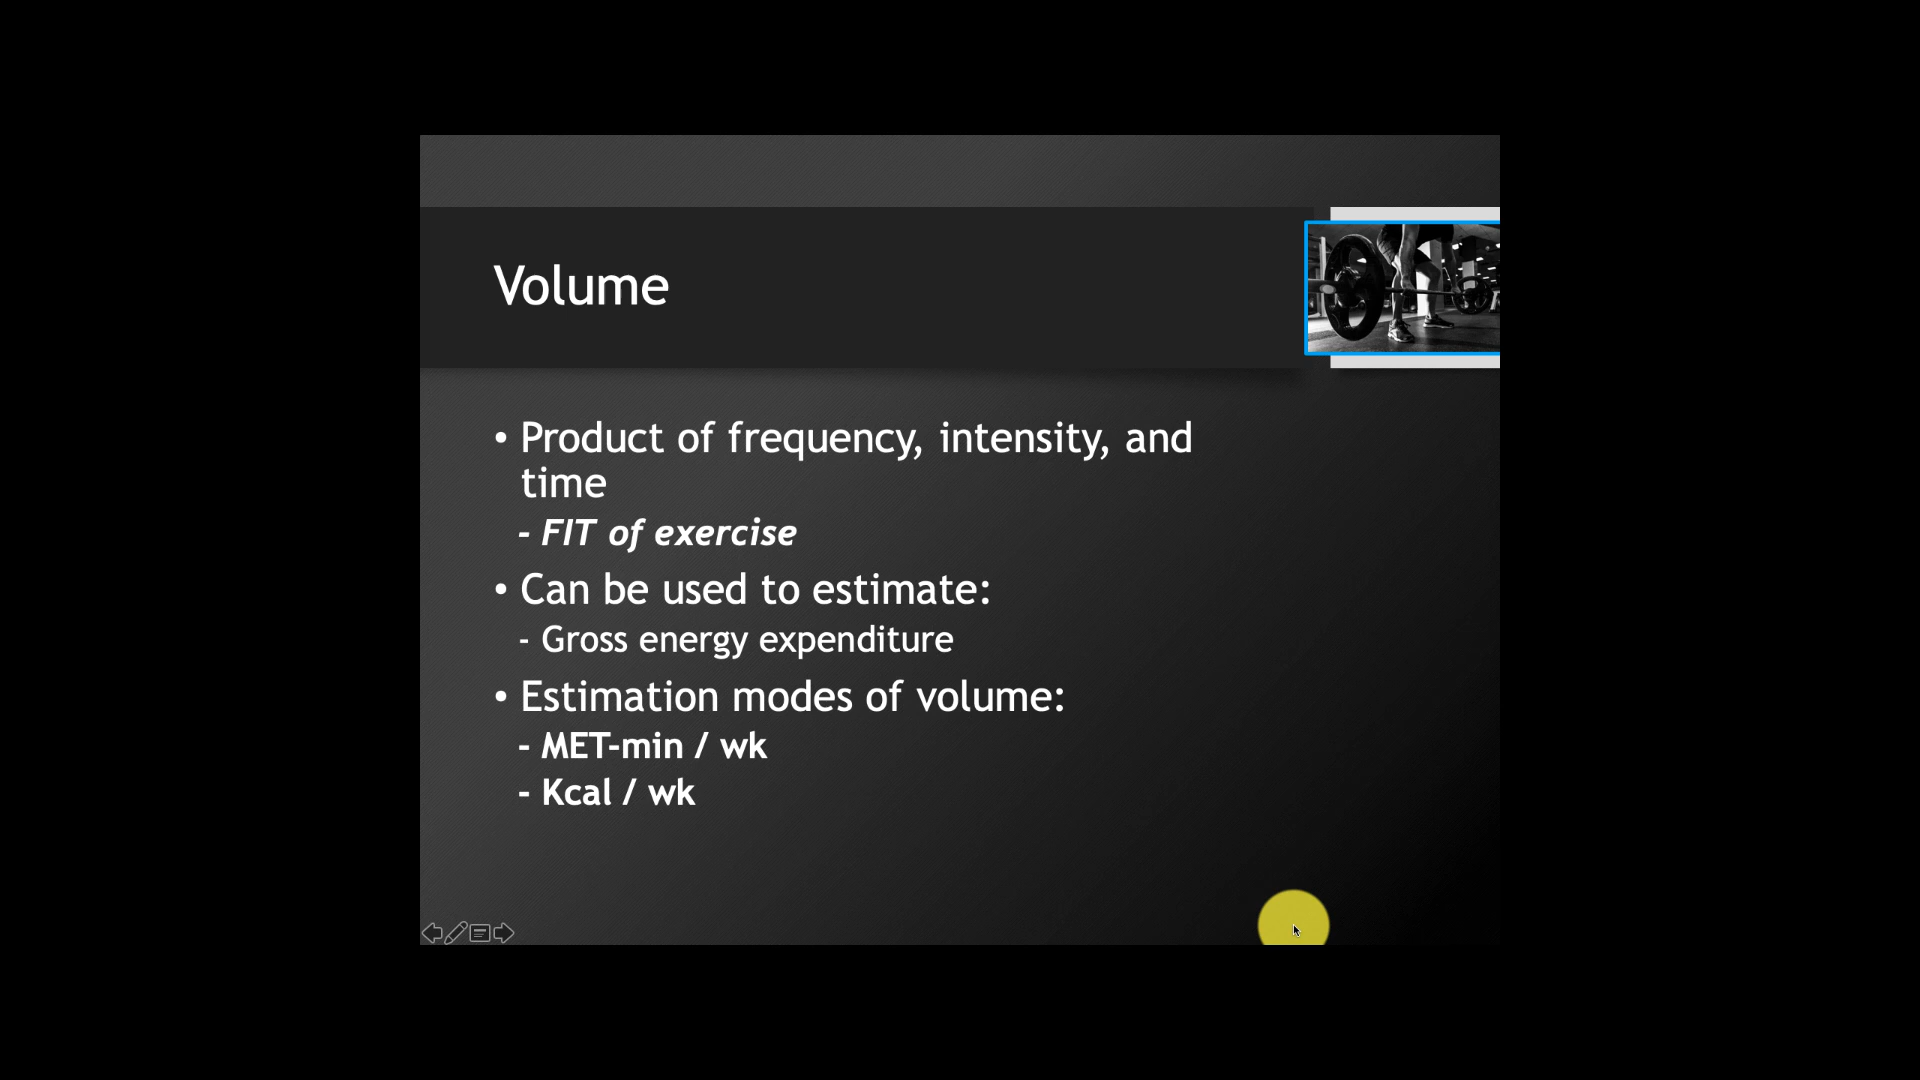 Volume
• Product of frequency, intensity, and
time
- FIT of exercise
• Can be used to estimate:
- Gross energy expenditure
• Estimation modes of volume:
- MET-min / wk
- Kcal / wk